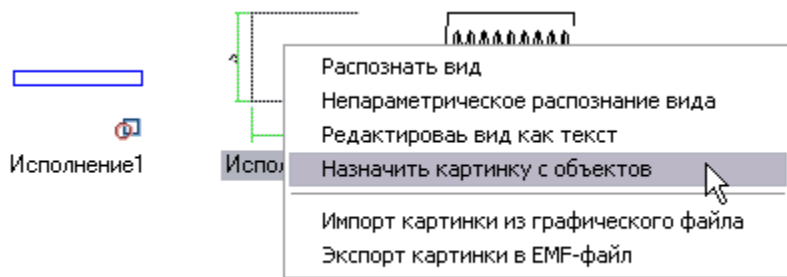 Распознать вид
Непараметрическое распознание вида
Редактироваь вид как текст
Исполнение1
Испол
Назначить картинку с объектов
Импорт картинки из графического файла
Экспорт картинки в EMF-файл